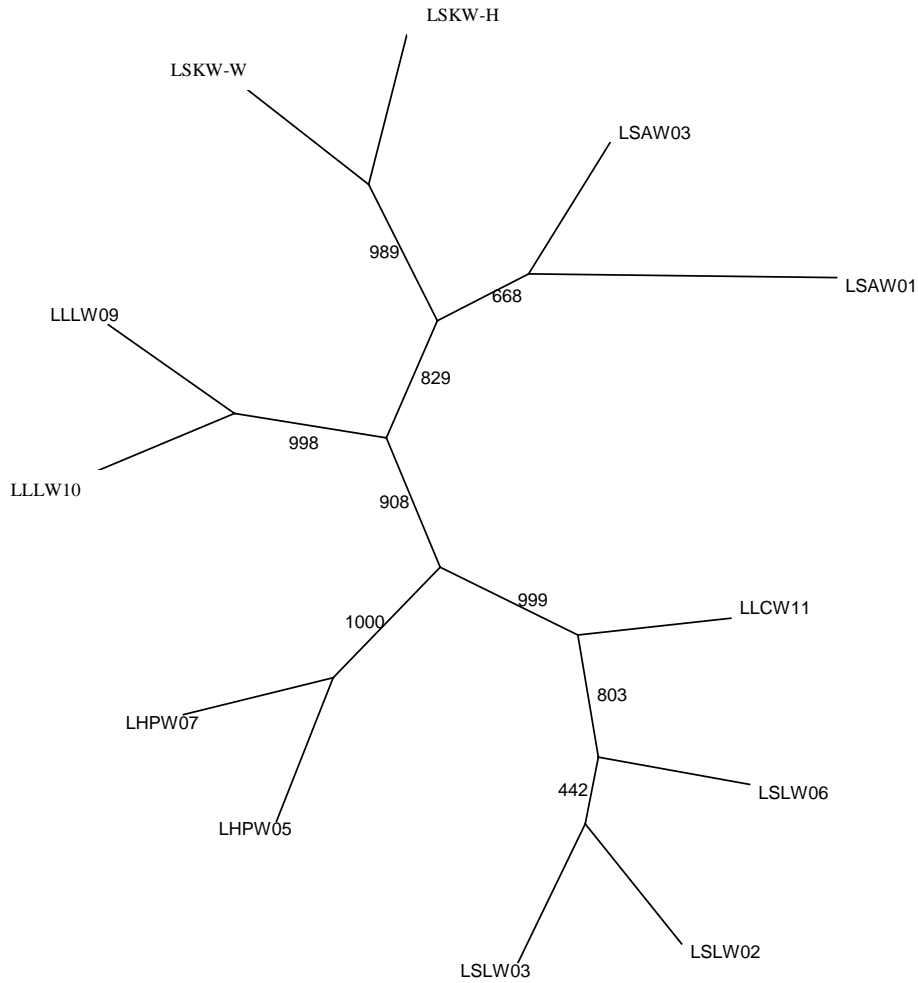 LSKW-H
LSKW-W
LSAW03
989
LSAW01
668
LLLW09
829
998
LLLW10
908
999
LLCW11
1000
803
LHPW07
442
LSLW06
LHPW05
LSLW02
LSLW03